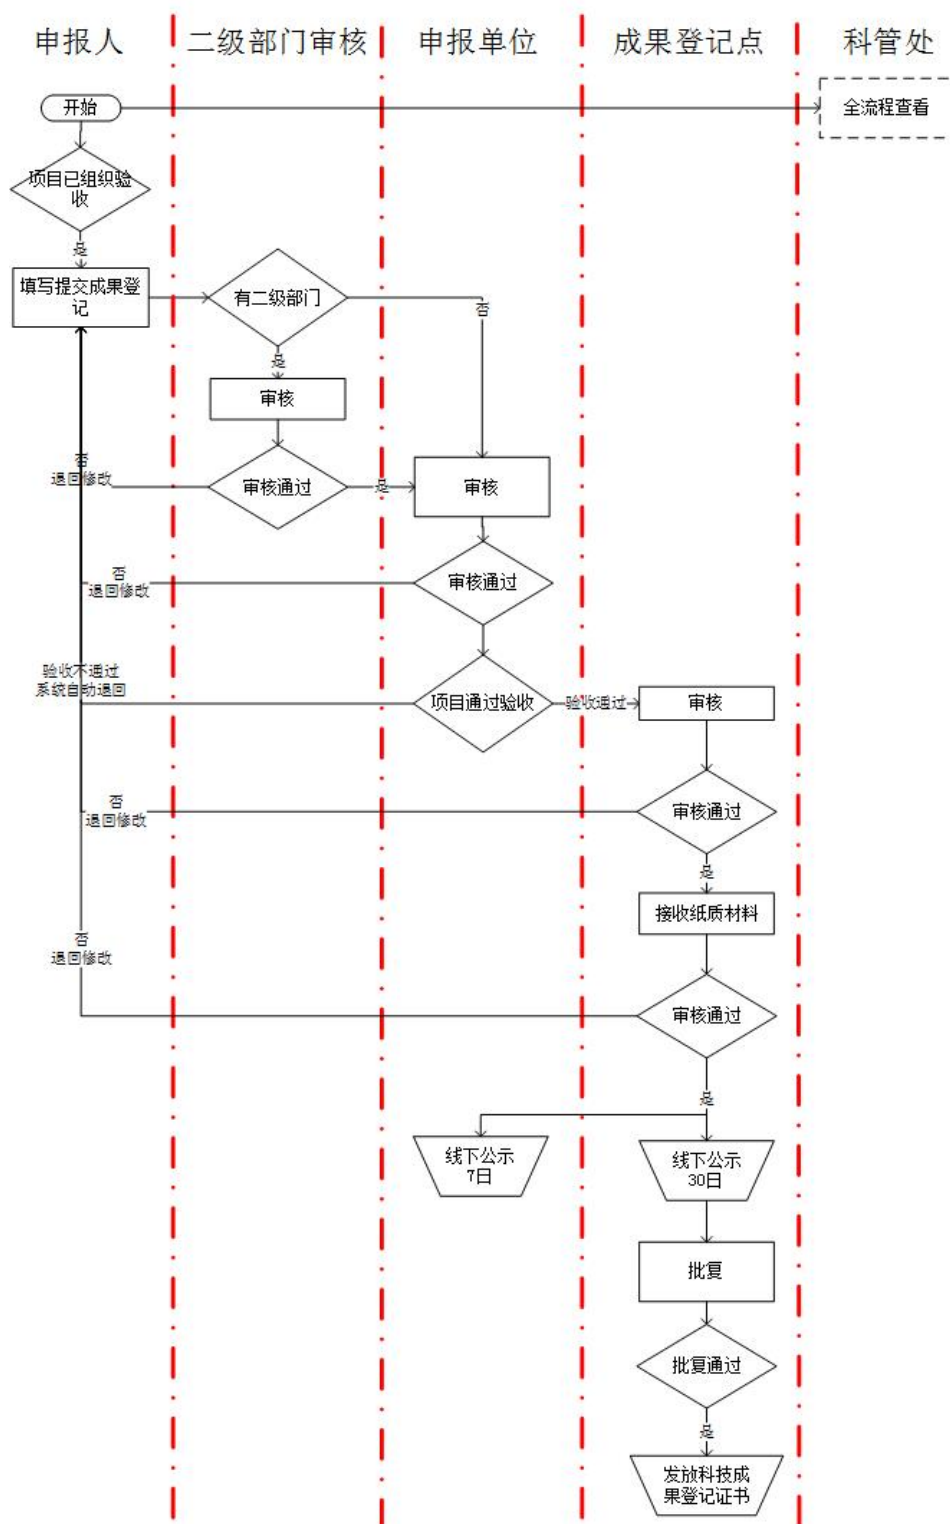 申报人
二级部门审核
申报单位
成果登记点
科管处
开始
全流程查看
项目已组织验
收
是
填写提交成果登
记
有二级部门
否
是
审核
否
退回修改
审核通过
是
审核
否
退回修改
审核通过
验收不通过
系统自动退回
项目通过验收
验收通过
审核
否
退回修改
审核通过
是
接收纸质材料
否
退回修改
审核通过
是
线下公示
7日
线下公示
30日
批复
批复通过
是
发放科技成
果登记证书